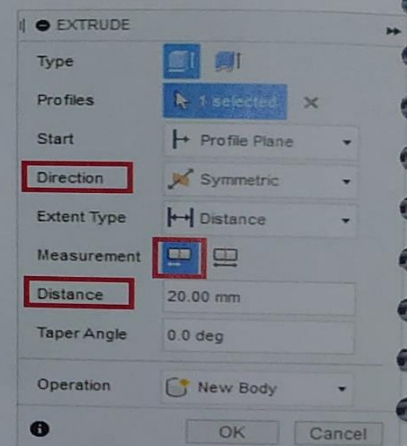 EXTRUDE
Type
Profiles 1 selected
Start Profile Plane
Direction Symmetric
Extent Type Distance
Measurement
Distance 20.00 mm
Taper Angle 0.0 deg
Operation New Body
OK Cancel